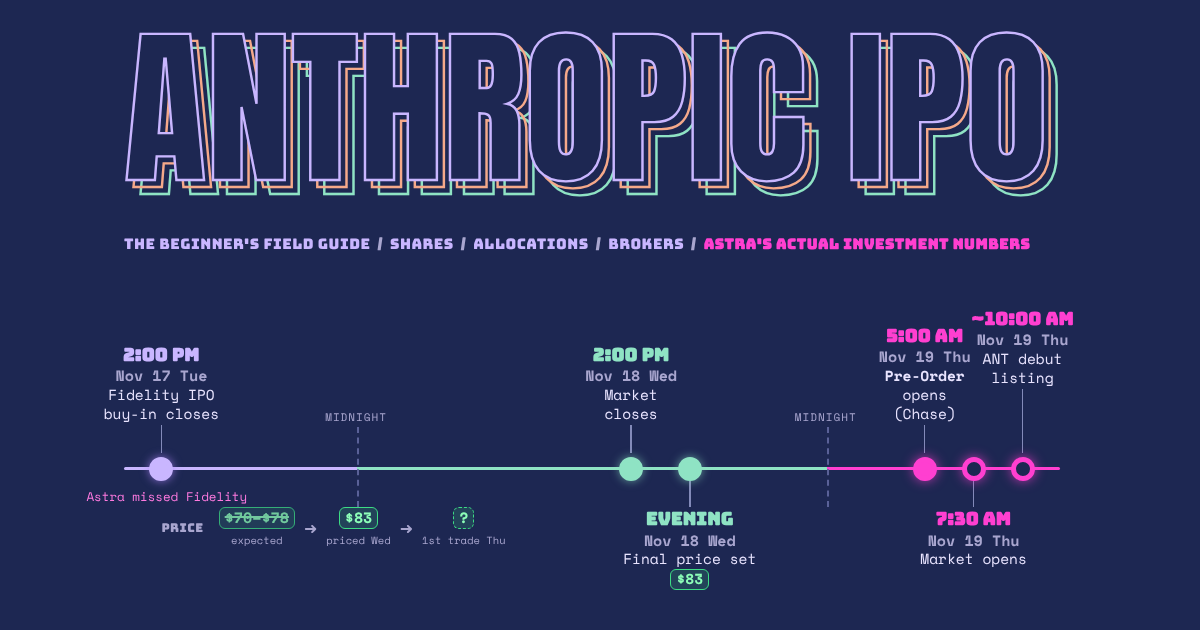 ANTHROPIC IPO
THE BEGINNER'S FIELD GUIDE / SHARES / ALLOCATIONS / BROKERS / ASTRA'S ACTUAL INVESTMENT NUMBERS
2:00 PM
Nov 17 Tue
Fidelity IPO
buy-in closes
MIDNIGHT
2:00 PM
Nov 18 Wed
Market
closes
MIDNIGHT
5:00 AM
Nov 19 Thu
Pre-Order
opens
(Chase)
~10:00 AM
Nov 19 Thu
ANT debut
listing
Astra missed Fidelity
PRICE $70–$78 → $83 → ?
expected priced Wed 1st trade Thu
EVENING
Nov 18 Wed
Final price set
$83
7:30 AM
Nov 19 Thu
Market opens